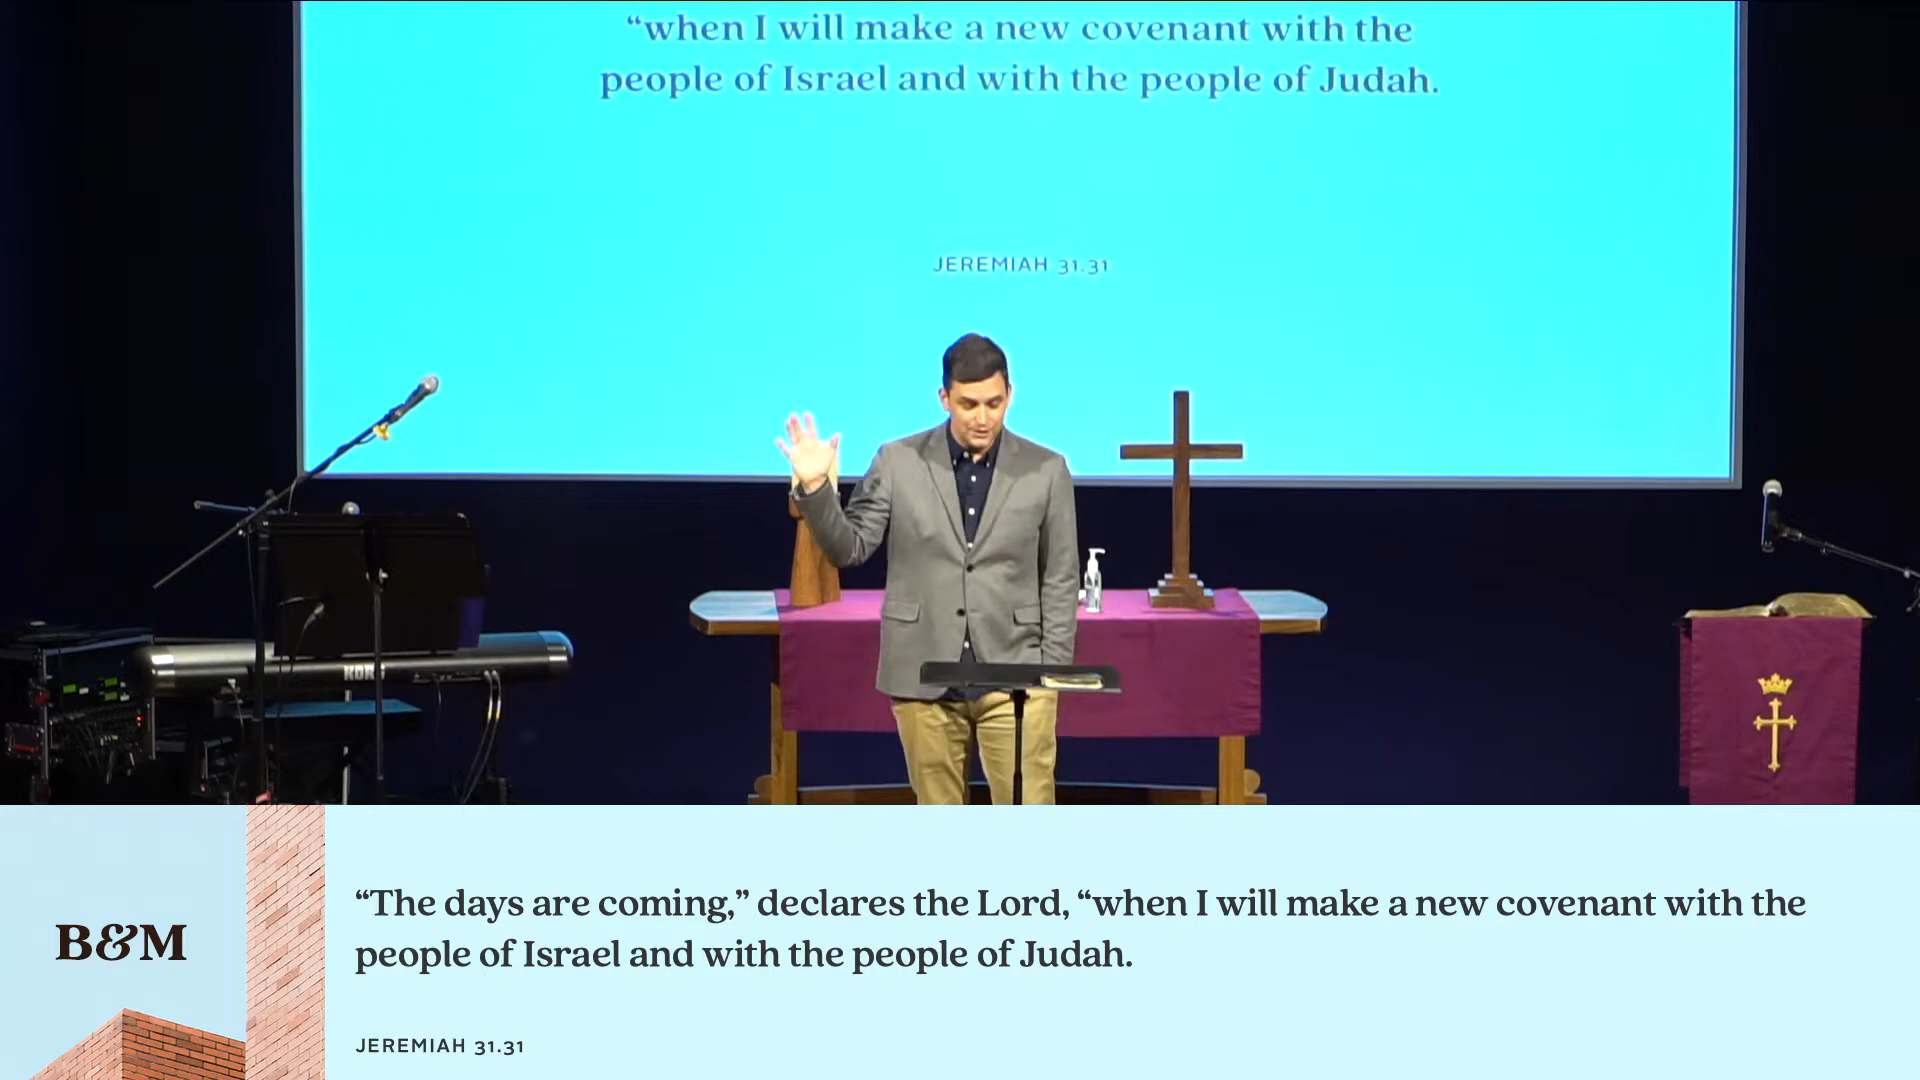 “when I will make a new covenant with the
people of Israel and with the people of Judah.
JEREMIAH 31.31
KORG
B&M
“The days are coming,” declares the Lord, “when I will make a new covenant with the
people of Israel and with the people of Judah.
JEREMIAH 31.31